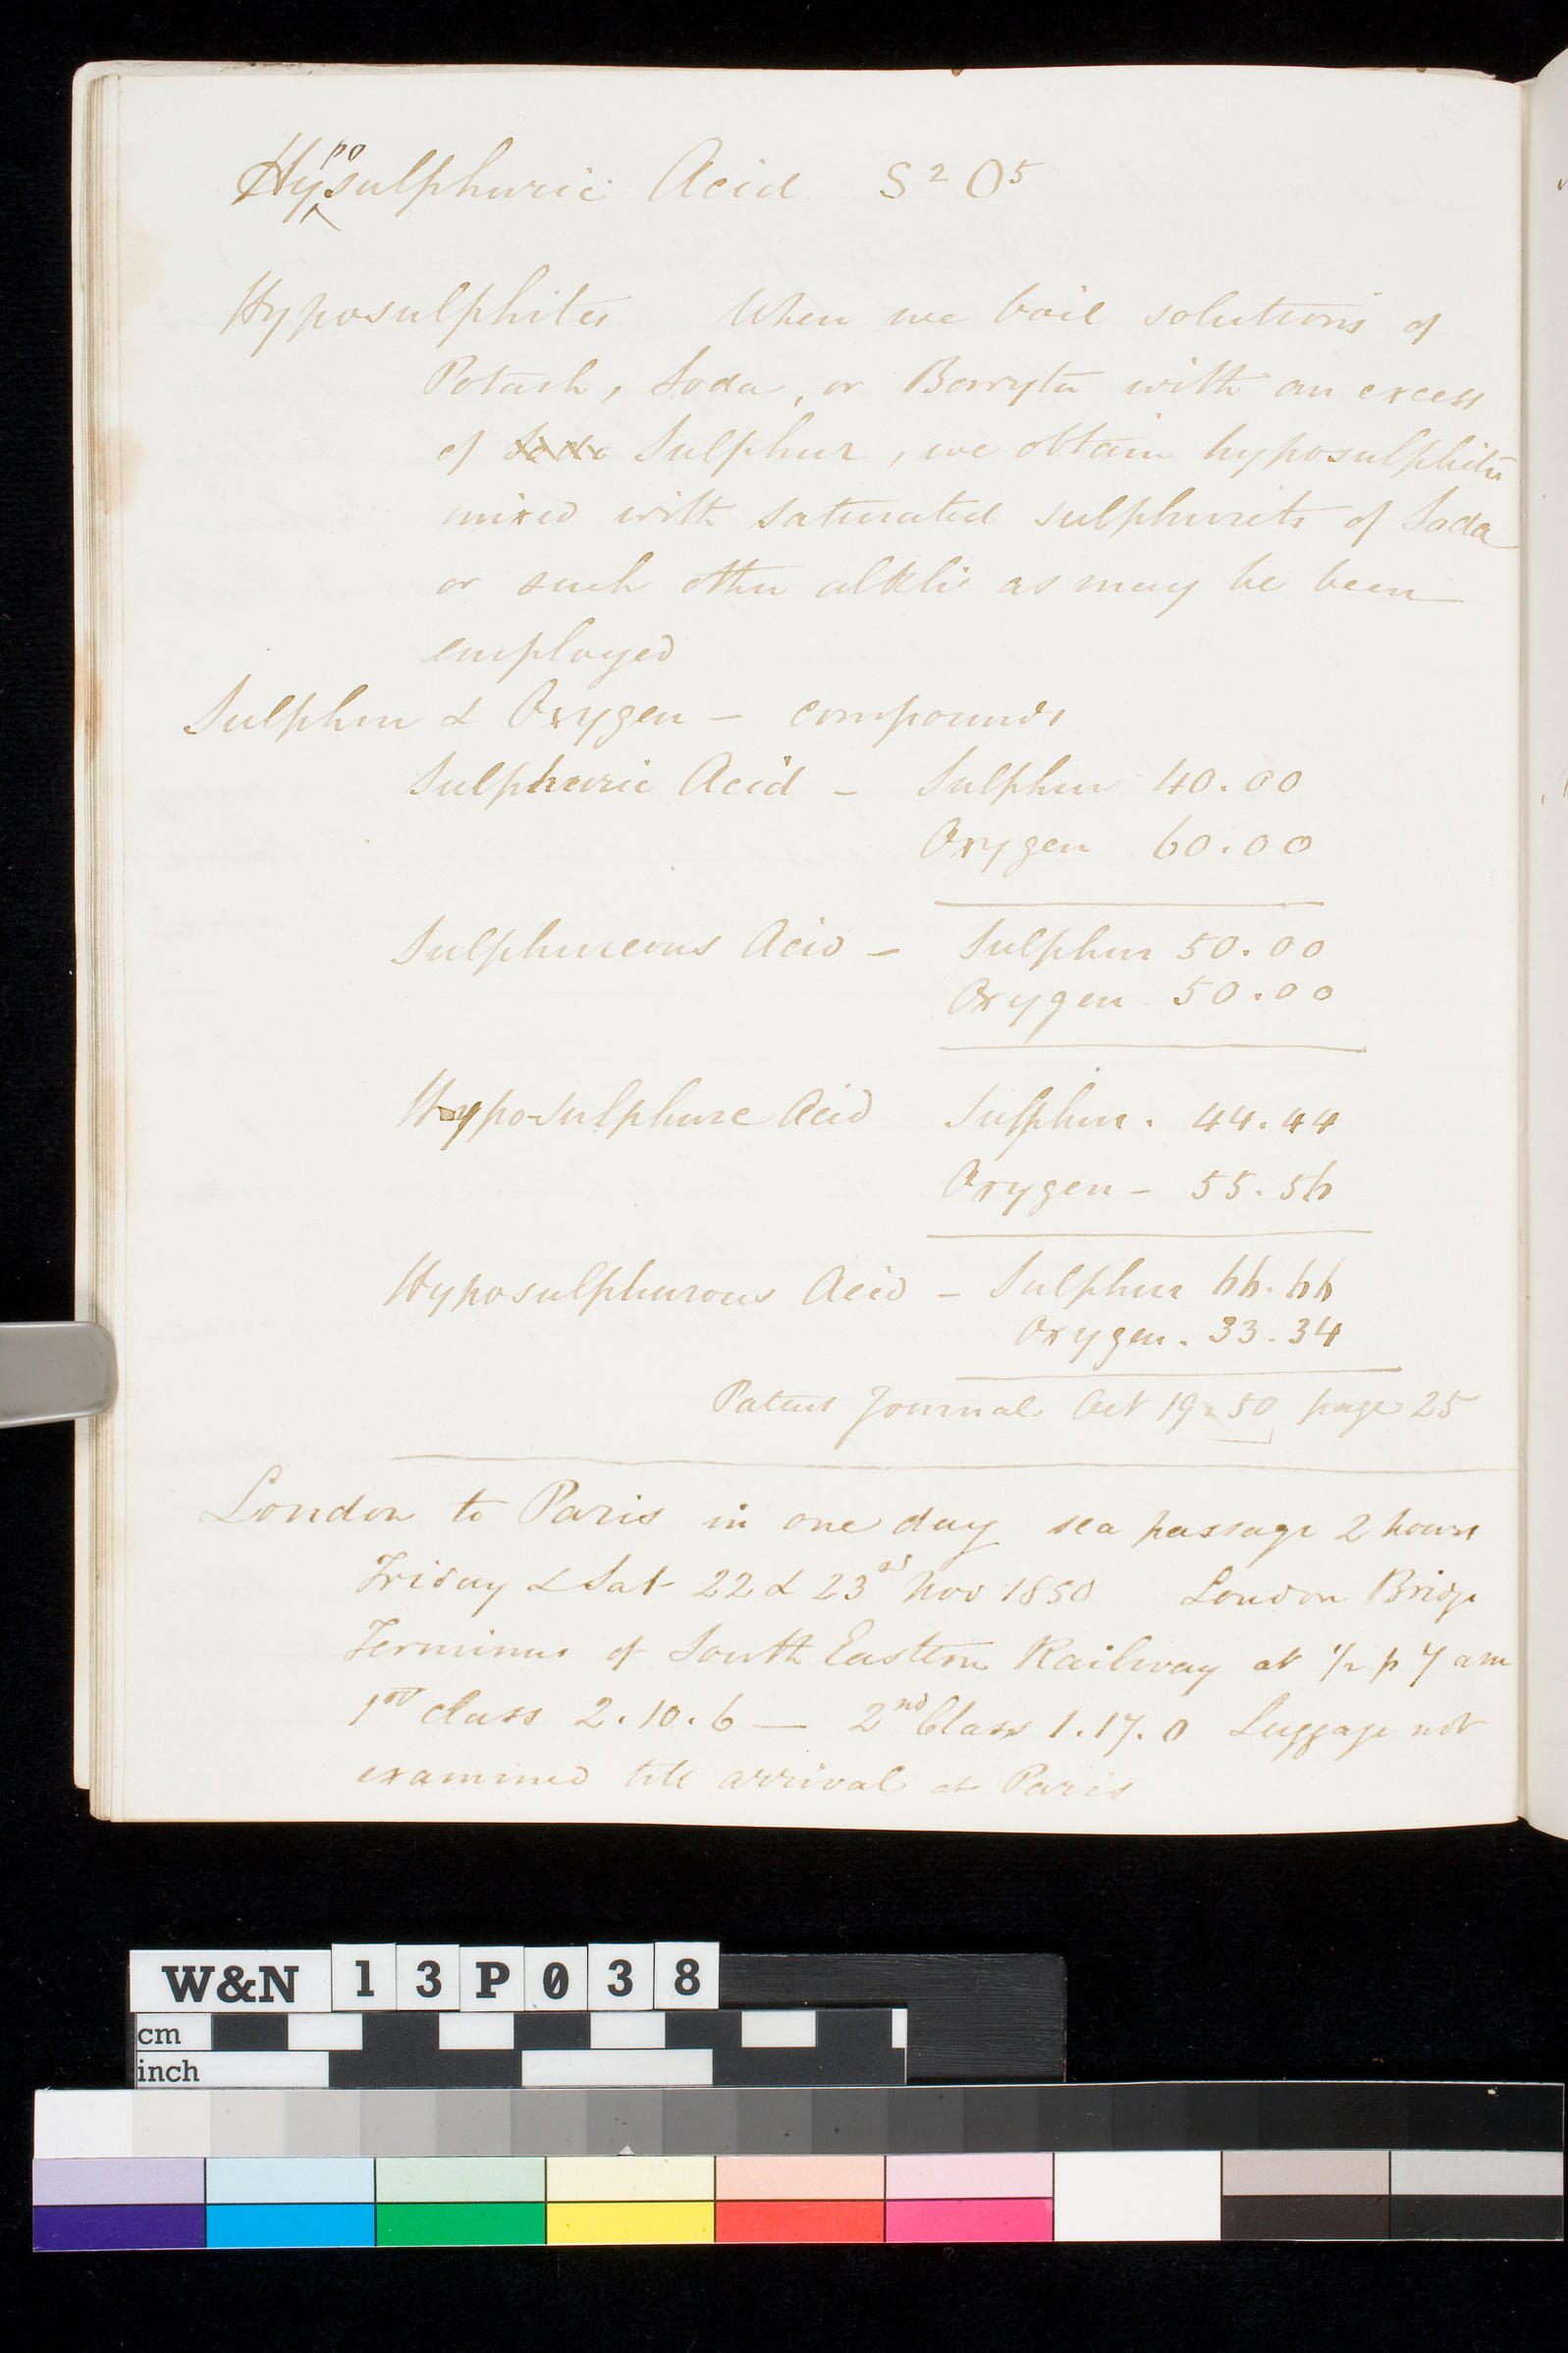 Hyposulphuric Acid S2O5
Hyposulphites When we boil solutions of
Potash, Soda, or Barryta with an excess
of Soda Sulphur, we obtain hyposulphites
mixed with saturated sulphurets of Soda
or such other alkli as may be been
employed
Sulphur & Oxygen - compounds
Sulphuric Acid - Sulphur 40.00
Oxygen 60.00
Sulphureous Acid - Sulphur 50.00
Oxygen - 50.00
Hyposulphuric Acid Sulphur. 44.44
Oxygen - 55.56
Hyposulphurous Acid - Sulphur 66.66
Oxygen. 33.34
Patent Journal Oct 19 50 page 25
London to Paris in one day sea passage 2 hours
Friday & Sat 22 & 23rd Nov 1850 London Bridge
Terminus of South Eastern Railway at 1/2 p 7 am
1st class 2.10.6 — 2nd Class 1.17.0 Luggage not
examined till arrival at Paris
W&N 13P038
cm
inch